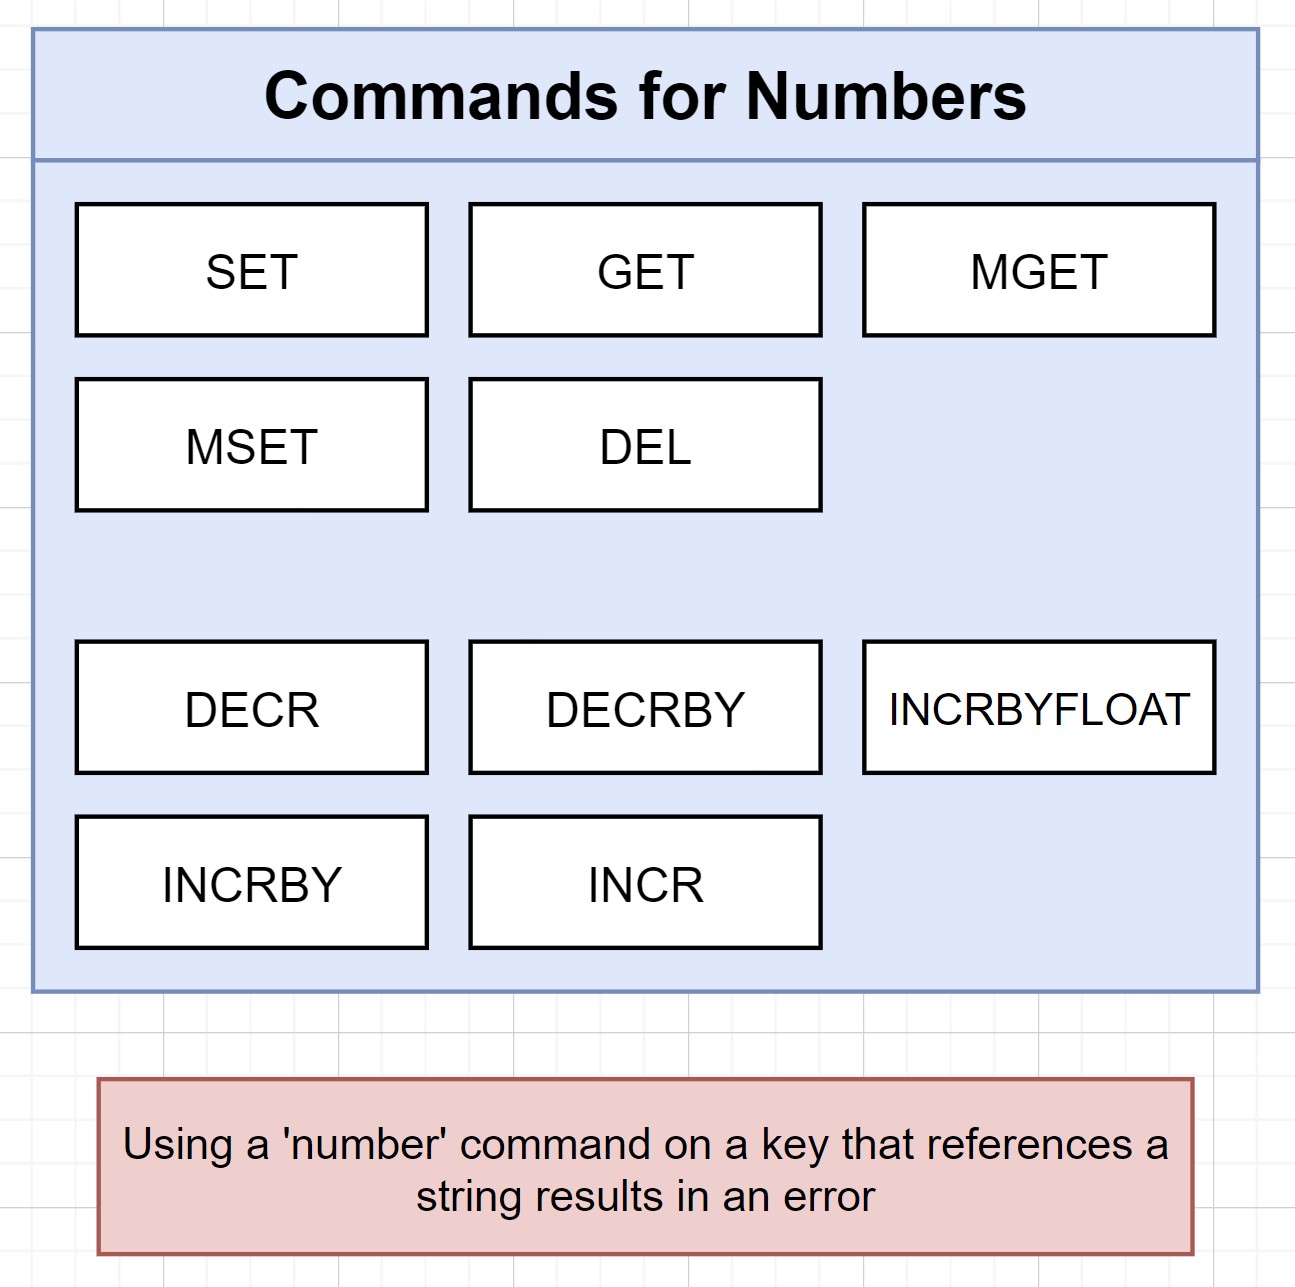 Commands for Numbers
SET
GET
MGET
MSET
DEL
DECR
DECRBY
INCRBYFLOAT
INCRBY
INCR
Using a 'number' command on a key that references a
string results in an error